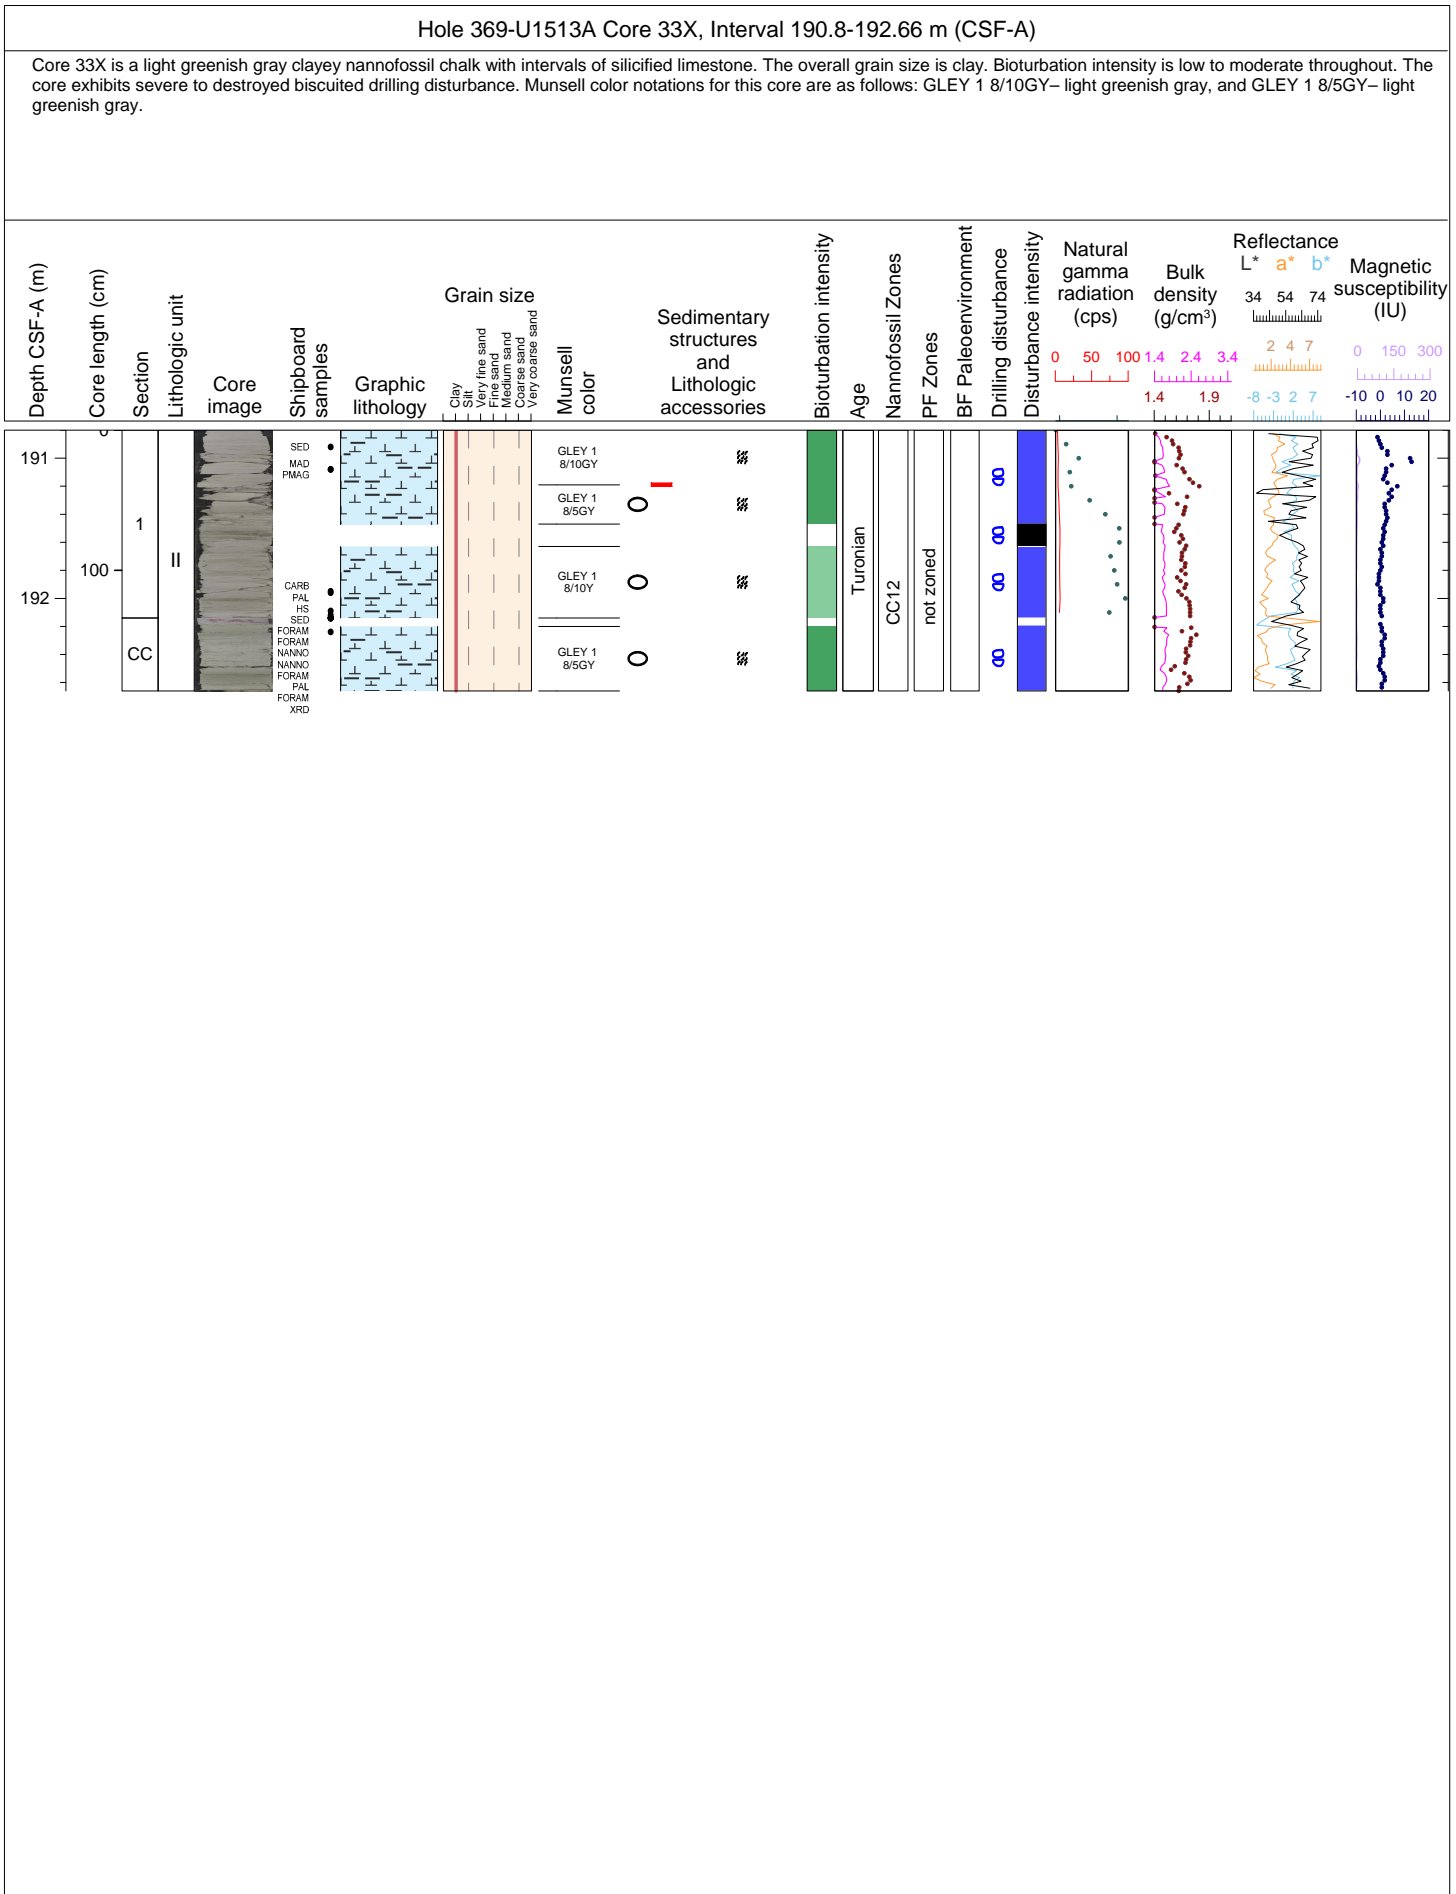 Hole 369-U1513A Core 33X, Interval 190.8-192.66 m (CSF-A)
Core 33X is a light greenish gray clayey nannofossil chalk with intervals of silicified limestone. The overall grain size is clay. Bioturbation intensity is low to moderate throughout. The
core exhibits severe to destroyed biscuited drilling disturbance. Munsell color notations for this core are as follows: GLEY 1 8/10GY– light greenish gray, and GLEY 1 8/5GY– light
greenish gray.
Depth CSF-A (m)
Core length (cm)
Section
Lithologic unit
Core
image
Shipboard
samples
Graphic
lithology
Grain size
Clay
Silt
Very fine sand
Fine sand
Medium sand
Coarse sand
Very coarse sand
Munsell
color
Sedimentary
structures
and
Lithologic
accessories
Bioturbation intensity
Age
Nannofossil Zones
PF Zones
BF Paleoenvironment
Drilling disturbance
Disturbance intensity
Natural
gamma
radiation
(cps)
0 50 100
Bulk
density
(g/cm³)
1.4 2.4 3.4
1.4 1.9
Reflectance
L* a* b*
34 54 74
2 4 7
-8 -3 2 7
Magnetic
susceptibility
(IU)
0 150 300
-10 0 10 20
191
192
0
100
1
CC
II
SED
MAD
PMAG
CARB
PAL
HS
SED
FORAM
FORAM
NANNO
NANNO
FORAM
PAL
FORAM
XRD
GLEY 1
8/10GY
GLEY 1
8/5GY
GLEY 1
8/10Y
GLEY 1
8/5GY
Turonian
CC12
not zoned